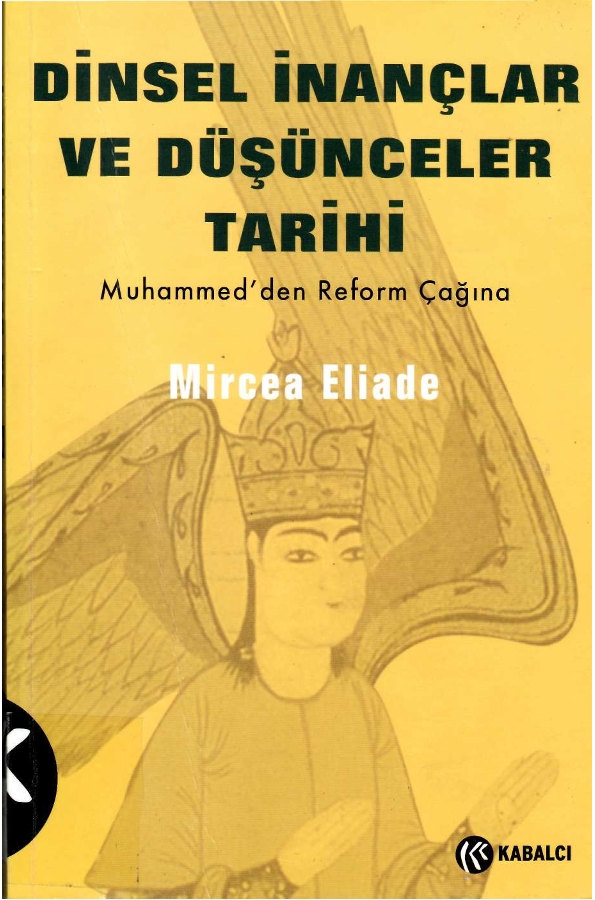 DİNSEL İNANÇLAR
VE DÜŞÜNCELER
TARİHİ
Muhammed'den Reform Çağına
Mircea Eliade
KABALCI